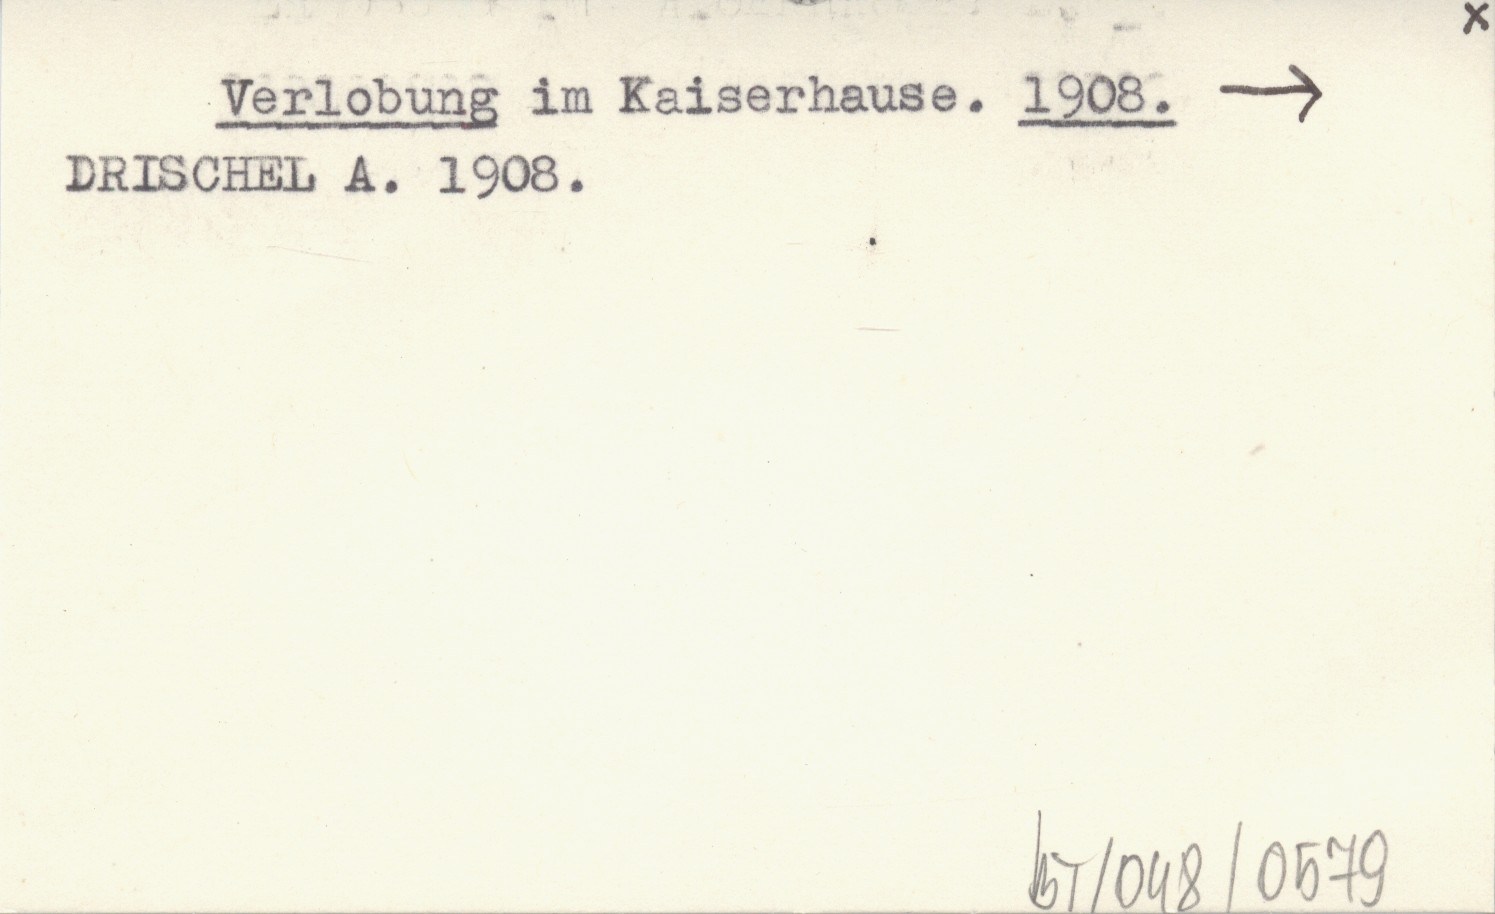 x
Verlobung im Kaiserhause. 1908. →
DRISCHEL A. 1908.
BT/048/0579